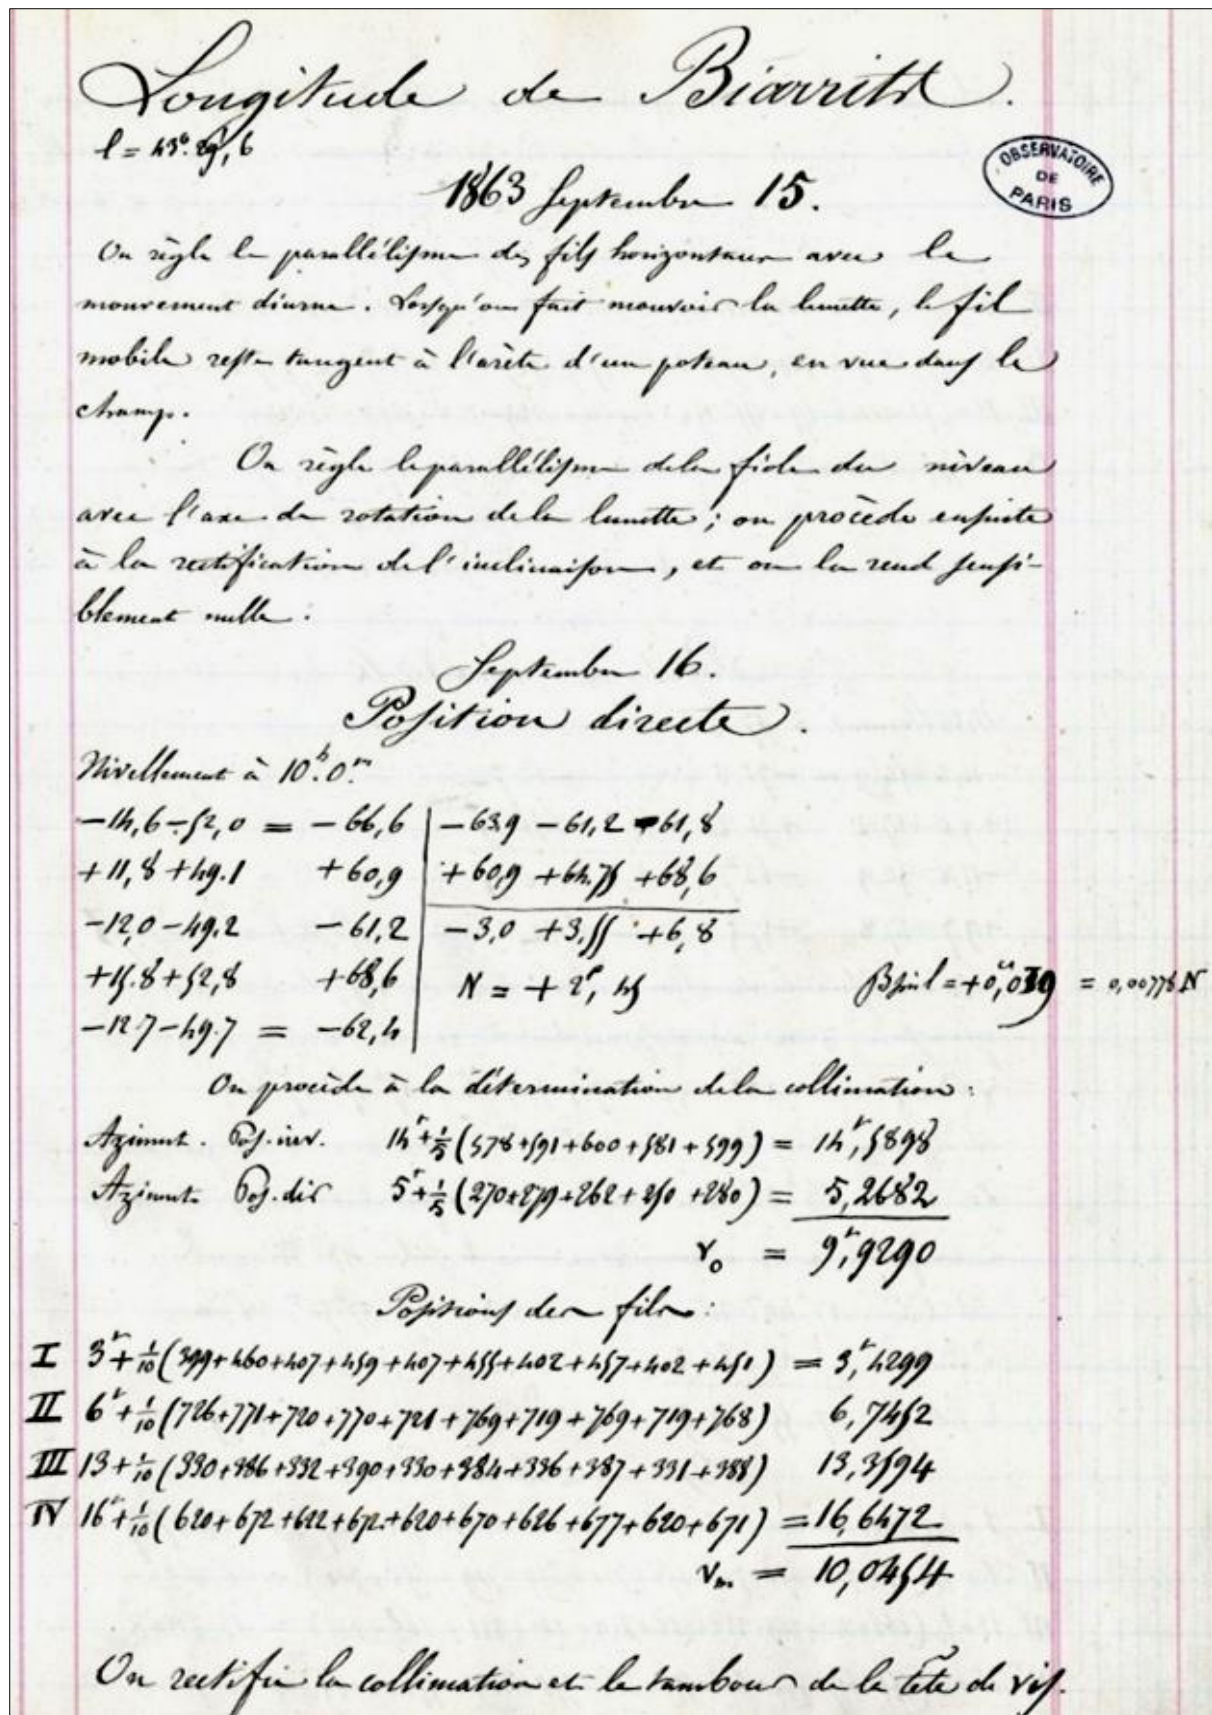 Longitude de Biarritz.
l = 43°.29',6
OBSERVATOIRE DE PARIS
1863 Septembre 15.
On règle le parallélisme des fils horizontaux avec le
mouvement diurne. Lorsqu'on fait mouvoir la lunette, le fil
mobile reste tangent à l'arète d'un poteau, en vue dans le
champ.
On règle le parallélisme de la fiole du niveau
avec l'axe de rotation de la lunette ; on procède ensuite
à la rectification de l'inclinaison, et on la rend sensi-
blement nulle.
Septembre 16.
Position directe.
Nivellement à 10h.0m.
−14,6−52,0 = −66,6 | −63,9 −61,2 −61,8
+11,8+49.1 +60,9 | +60,9 +64.75 +68,6
−12,0−49.2 −61,2 | −3,0 +3,55 +6,8
+15.8+52,8 +68,6 | N = +2p,45 B sin l = +0",019 = 0,00776 N
−12.7−49.7 = −62,4
On procède à la détermination de la collimation :
Azimut. Pos. inv. 14r+1/5(578+591+600+581+599) = 14r,5898
Azimut. Pos. dir 5r+1/5(270+279+262+250+280) = 5,2682
v0 = 9r,9290
Positions des fils :
I 3r+1/10(399+460+407+459+407+455+402+457+402+451) = 3r,4299
II 6r+1/10(726+771+720+770+721+769+719+769+719+768) 6,7452
III 13+1/10(330+386+332+390+330+384+336+387+331+388) 13,3594
IV 16r+1/10(620+672+622+672+620+670+626+677+620+671) = 16,6472
vm = 10,0454
On rectifie la collimation et le tambour de la tête de vis.